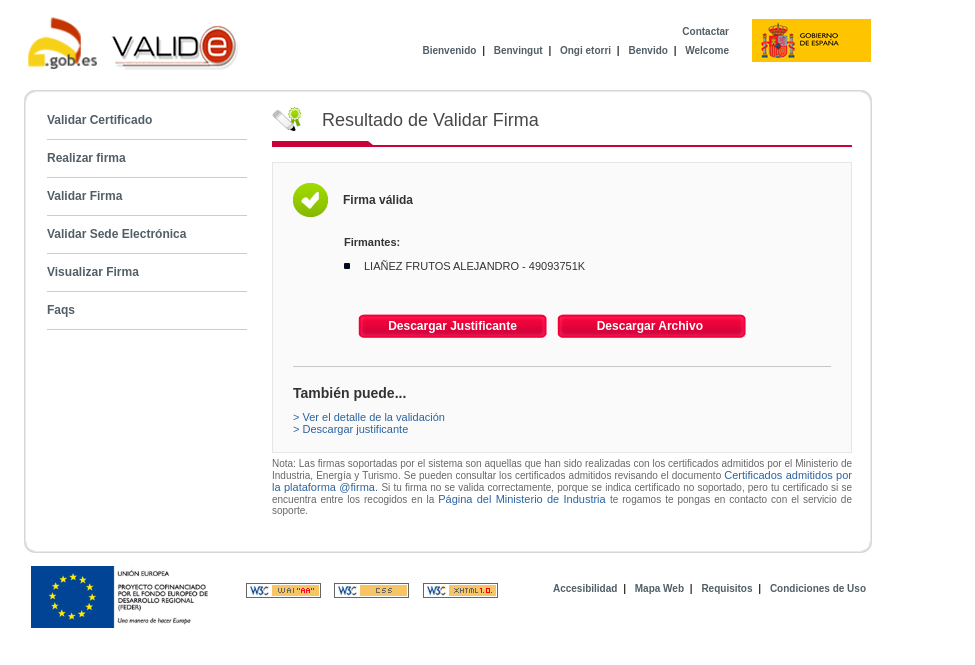 .gob.es
VALIDe
Contactar
Bienvenido | Benvingut | Ongi etorri | Benvido | Welcome
GOBIERNO
DE ESPAÑA
Validar Certificado
Realizar firma
Validar Firma
Validar Sede Electrónica
Visualizar Firma
Faqs
Resultado de Validar Firma
Firma válida
Firmantes:
LIAÑEZ FRUTOS ALEJANDRO - 49093751K
Descargar Justificante
Descargar Archivo
También puede...
> Ver el detalle de la validación
> Descargar justificante
Nota: Las firmas soportadas por el sistema son aquellas que han sido realizadas con los certificados admitidos por el Ministerio de
Industria, Energía y Turismo. Se pueden consultar los certificados admitidos revisando el documento Certificados admitidos por
la plataforma @firma. Si tu firma no se valida correctamente, porque se indica certificado no soportado, pero tu certificado si se
encuentra entre los recogidos en la Página del Ministerio de Industria te rogamos te pongas en contacto con el servicio de
soporte.
UNIÓN EUROPEA
PROYECTO COFINANCIADO
POR EL FONDO EUROPEO DE
DESARROLLO REGIONAL
(FEDER)
Una manera de hacer Europa
W3C WAI "AA"
W3C CSS
W3C XHTML 1.0
Accesibilidad | Mapa Web | Requisitos | Condiciones de Uso